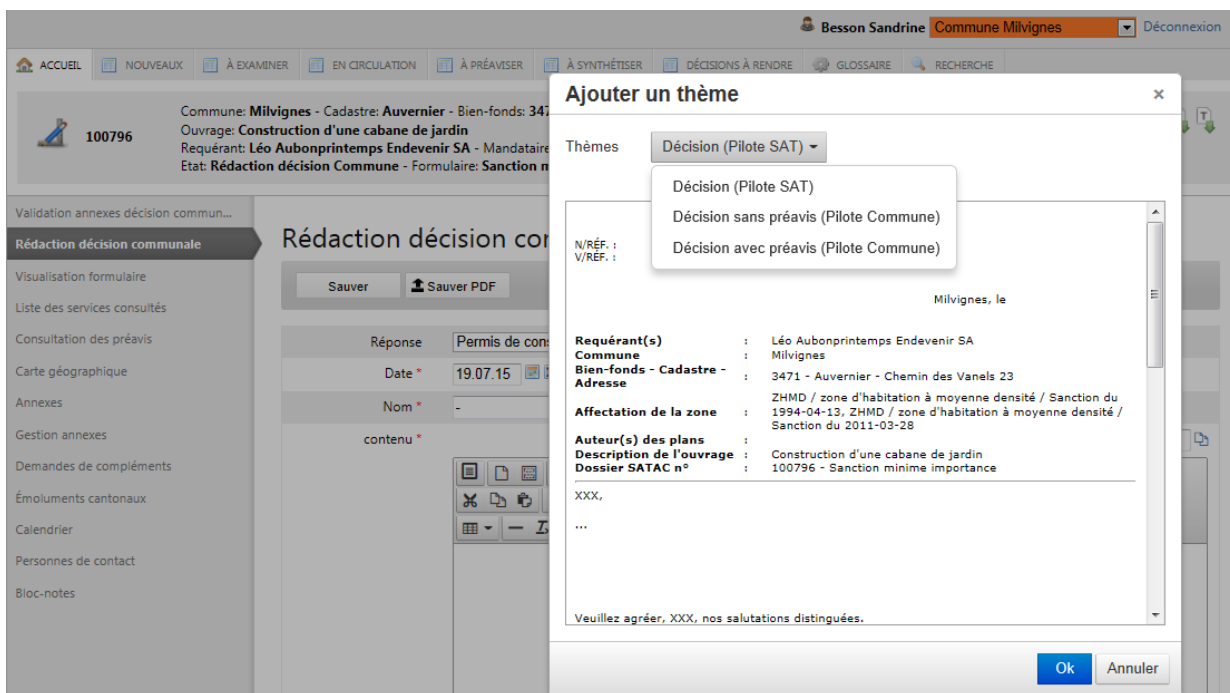 Besson Sandrine Commune Milvignes Déconnexion
ACCUEIL NOUVEAUX À EXAMINER EN CIRCULATION À PRÉAVISER À SYNTHÉTISER DÉCISIONS À RENDRE GLOSSAIRE RECHERCHE
100796
Commune: Milvignes - Cadastre: Auvernier - Bien-fonds: 347
Ouvrage: Construction d'une cabane de jardin
Requérant: Léo Aubonprintemps Endevenir SA - Mandataire
Etat: Rédaction décision Commune - Formulaire: Sanction m
Validation annexes décision commun...
Rédaction décision communale
Visualisation formulaire
Liste des services consultés
Consultation des préavis
Carte géographique
Annexes
Gestion annexes
Demandes de compléments
Émoluments cantonaux
Calendrier
Personnes de contact
Bloc-notes
Rédaction décision cor
Sauver Sauver PDF
Réponse Permis de con
Date * 19.07.15
Nom * -
contenu *
Ajouter un thème ×
Thèmes Décision (Pilote SAT)
Décision (Pilote SAT)
Décision sans préavis (Pilote Commune)
Décision avec préavis (Pilote Commune)
N/RÉF. :
V/RÉF. :
Milvignes, le
Requérant(s) : Léo Aubonprintemps Endevenir SA
Commune : Milvignes
Bien-fonds - Cadastre -
Adresse : 3471 - Auvernier - Chemin des Vanels 23
Affectation de la zone : ZHMD / zone d'habitation à moyenne densité / Sanction du
1994-04-13, ZHMD / zone d'habitation à moyenne densité /
Sanction du 2011-03-28
Auteur(s) des plans :
Description de l'ouvrage : Construction d'une cabane de jardin
Dossier SATAC n° : 100796 - Sanction minime importance
XXX,
...
Veuillez agréer, XXX, nos salutations distinguées.
Ok Annuler